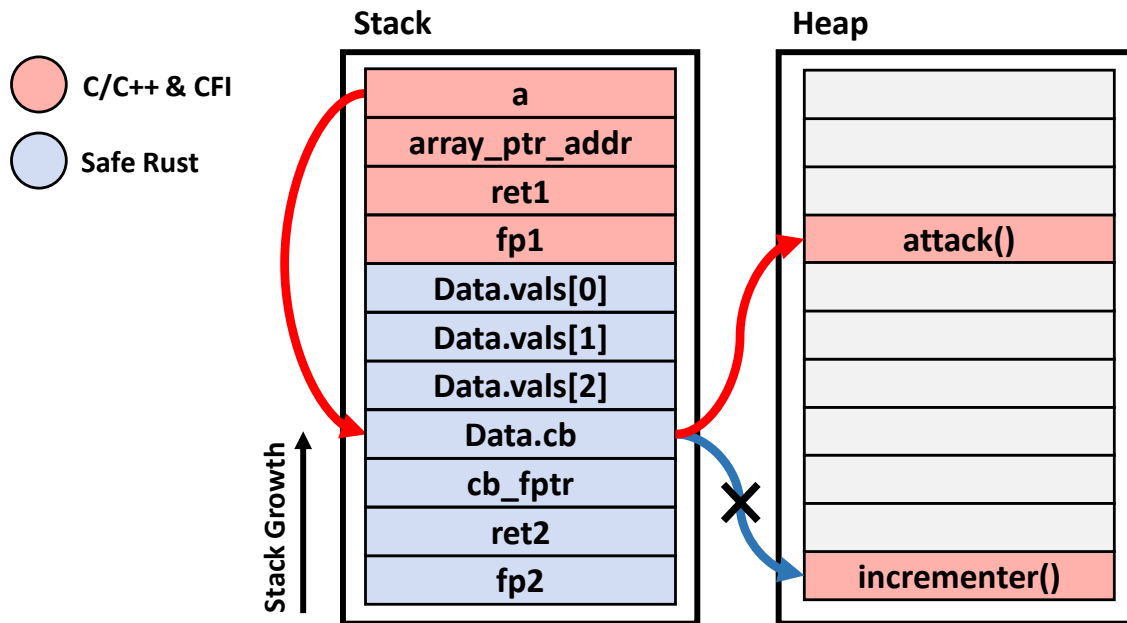 Stack
Heap
C/C++ & CFI
Safe Rust
a
array_ptr_addr
ret1
fp1
Data.vals[0]
Data.vals[1]
Data.vals[2]
Data.cb
cb_fptr
ret2
fp2
Stack Growth
attack()
incrementer()